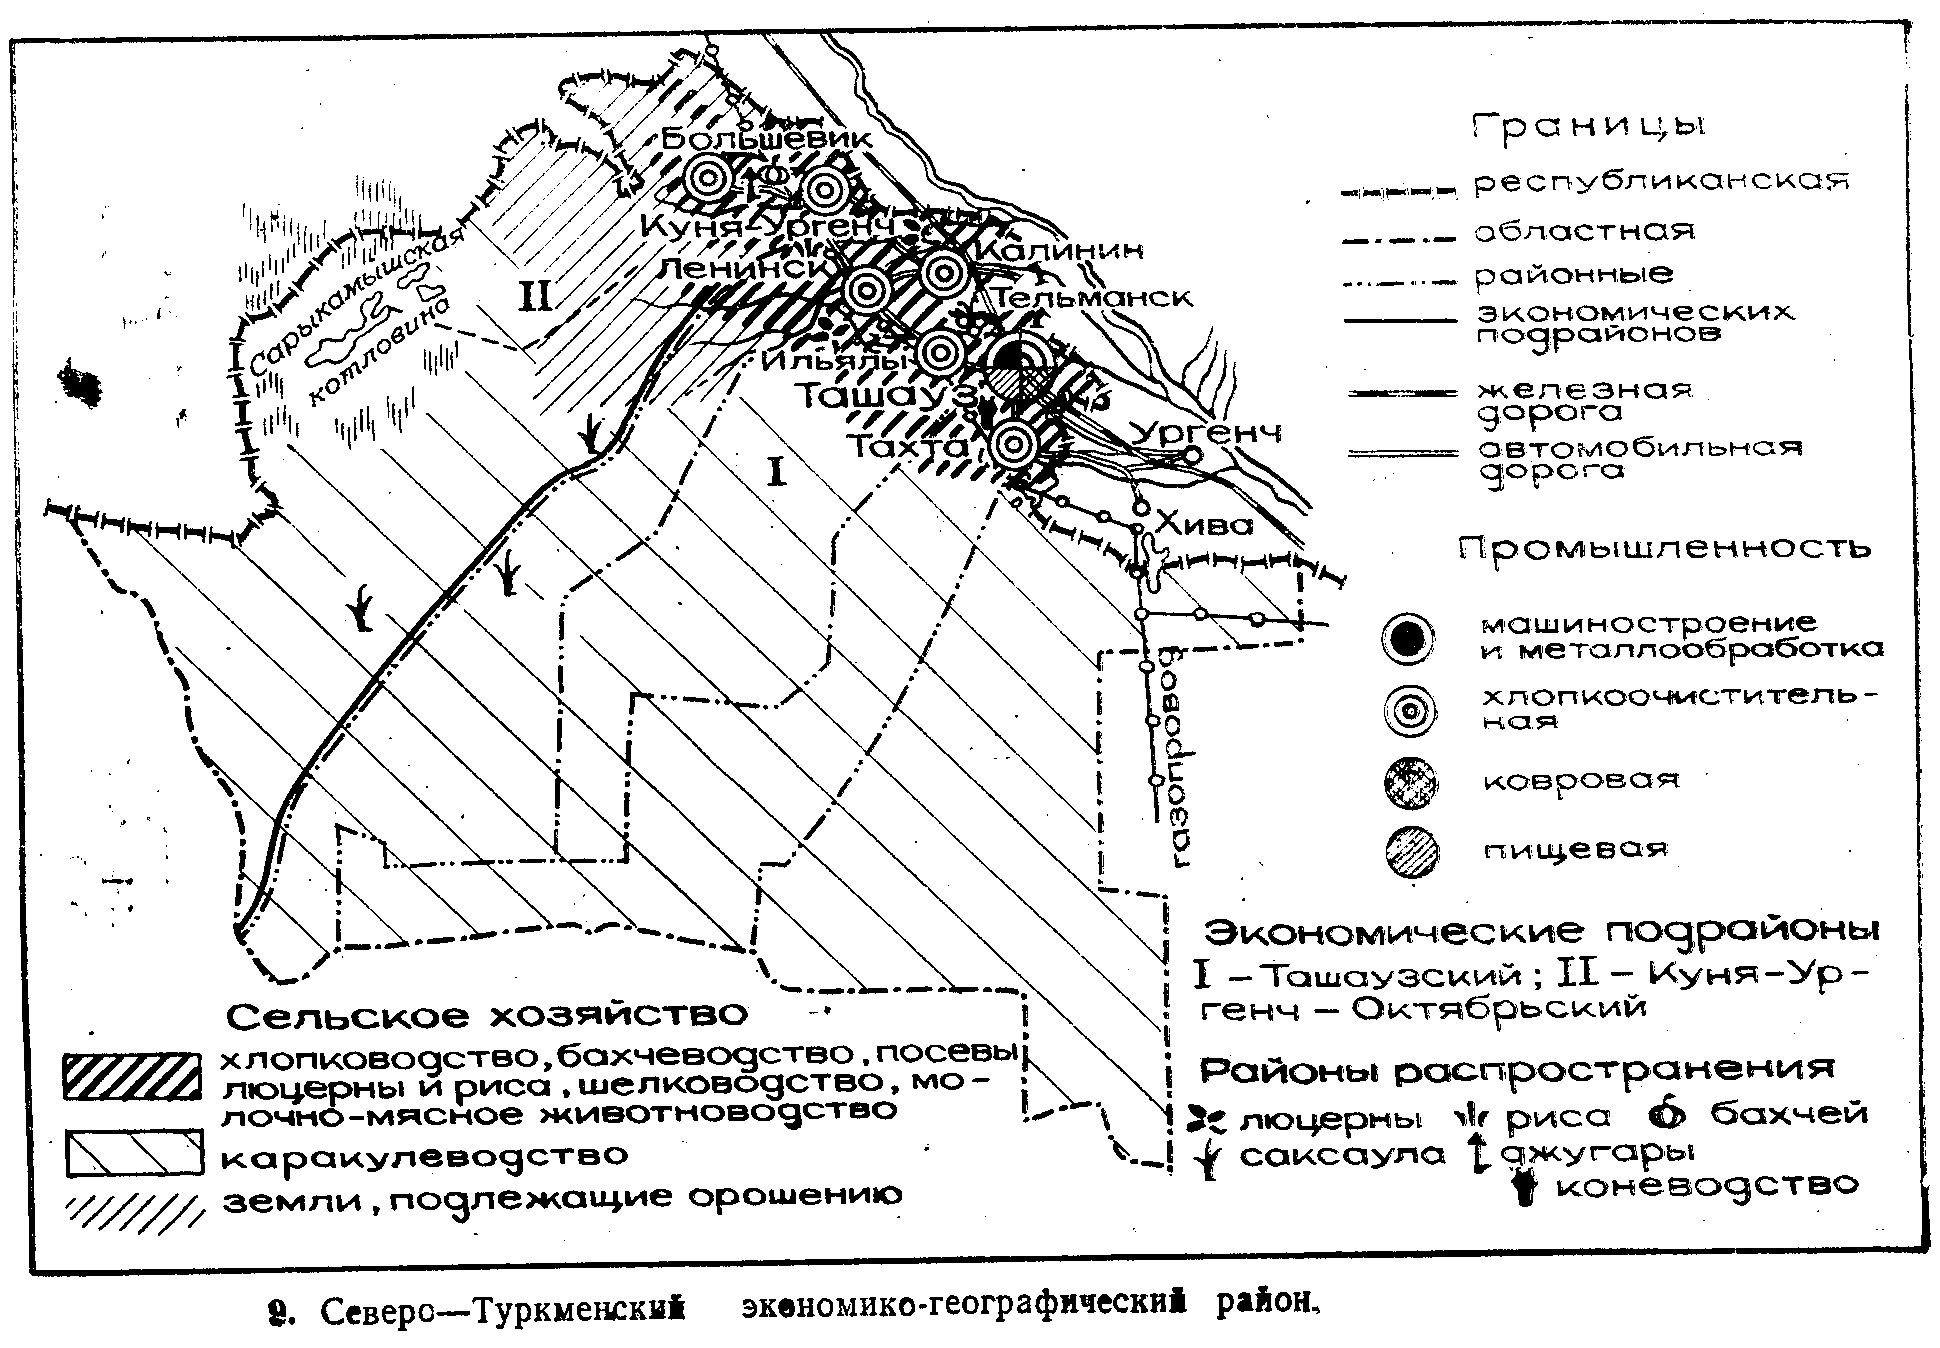 Большевик
Куня-Ургенч
Калинин
Ленинск
Тельманск
Ильялы
Ташауз
Тахта
Ургенч
Хива
газопровод
Сарыкамышская
котловина
II
I
Границы
республиканская
областная
районные
экономических
подрайонов
железная
дорога
автомобильная
дорога
Промышленность
машиностроение
и металлообработка
хлопкоочиститель-
ная
ковровая
пищевая
Экономические подрайоны
I – Ташаузский; II – Куня-Ур-
генч – Октябрьский
Районы распространения
люцерны риса бахчей
саксаула джугары
коневодство
Сельское хозяйство
хлопководство, бахчеводство, посевы
люцерны и риса, шелководство, мо-
лочно-мясное животноводство
каракулеводство
земли, подлежащие орошению
9. Северо—Туркменский экономико-географический район.